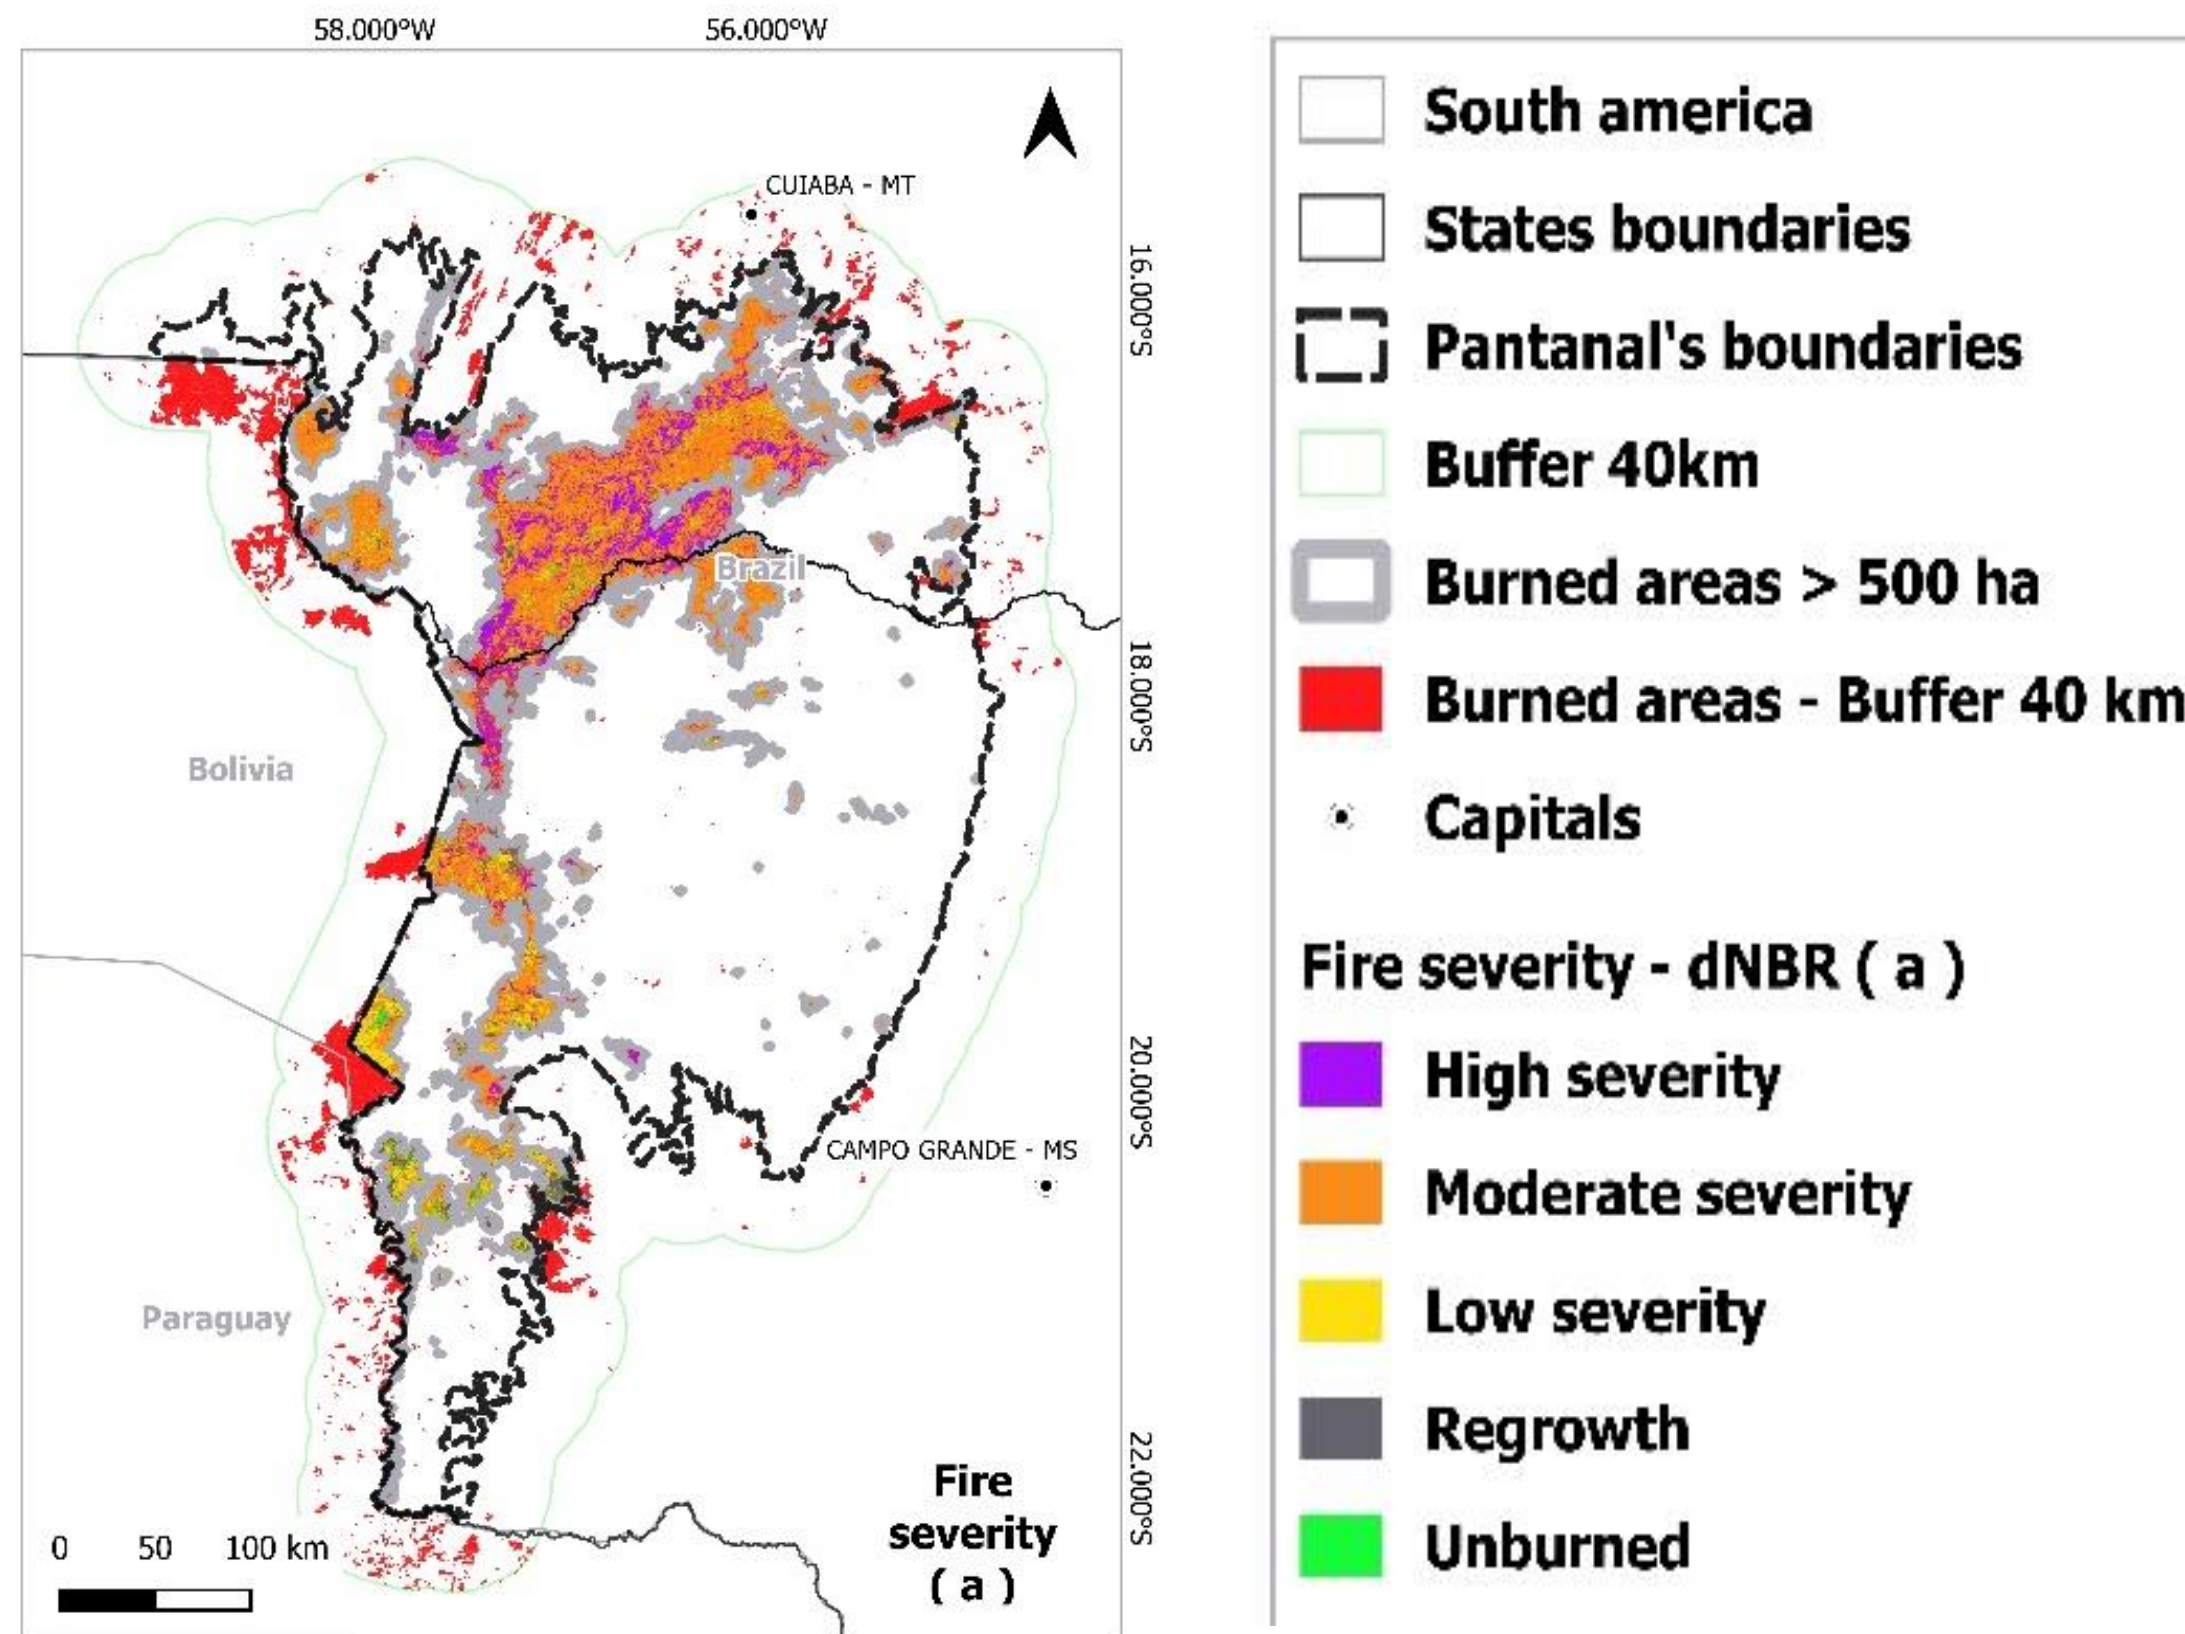 58.000°W 56.000°W
CUIABA - MT
16.000°S
Brazil
18.000°S
Bolivia
20.000°S
CAMPO GRANDE - MS
Paraguay
22.000°S
Fire
severity
( a )
0 50 100 km
South america
States boundaries
Pantanal's boundaries
Buffer 40km
Burned areas > 500 ha
Burned areas - Buffer 40 km
Capitals
Fire severity - dNBR ( a )
High severity
Moderate severity
Low severity
Regrowth
Unburned